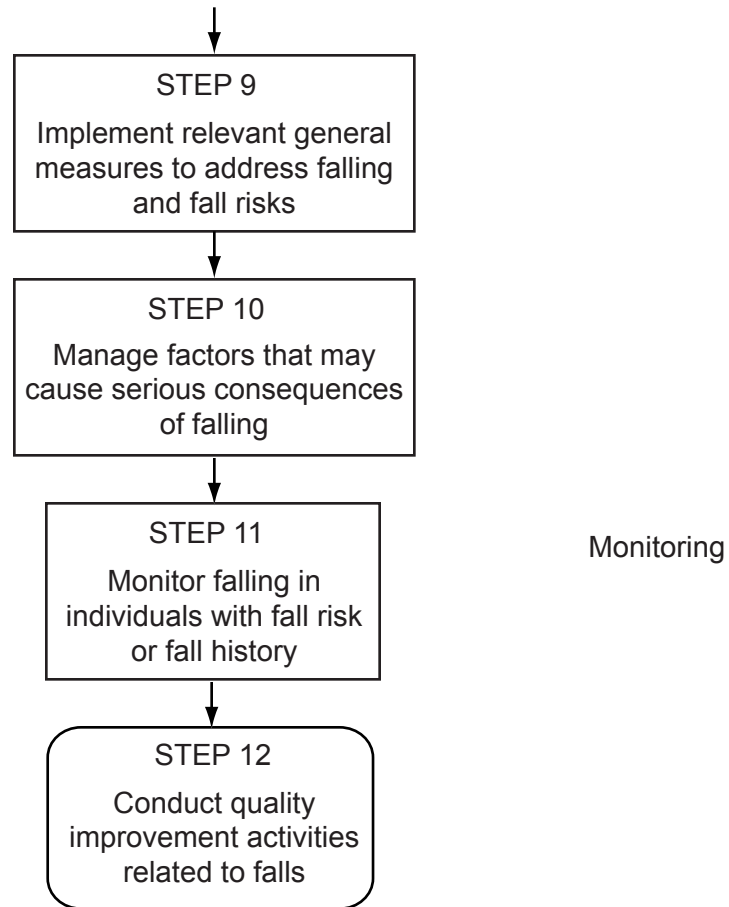 STEP 9
Implement relevant general
measures to address falling
and fall risks
STEP 10
Manage factors that may
cause serious consequences
of falling
STEP 11
Monitor falling in
individuals with fall risk
or fall history
Monitoring
STEP 12
Conduct quality
improvement activities
related to falls